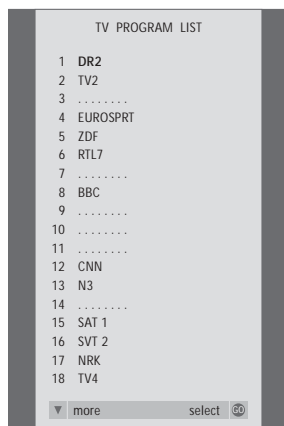 TV PROGRAM LIST
1 DR2
2 TV2
3 . . . . . . . .
4 EUROSPRT
5 ZDF
6 RTL7
7 . . . . . . . .
8 BBC
9 . . . . . . . .
10 . . . . . . . .
11 . . . . . . . .
12 CNN
13 N3
14 . . . . . . . .
15 SAT 1
16 SVT 2
17 NRK
18 TV4
▼ more select GO